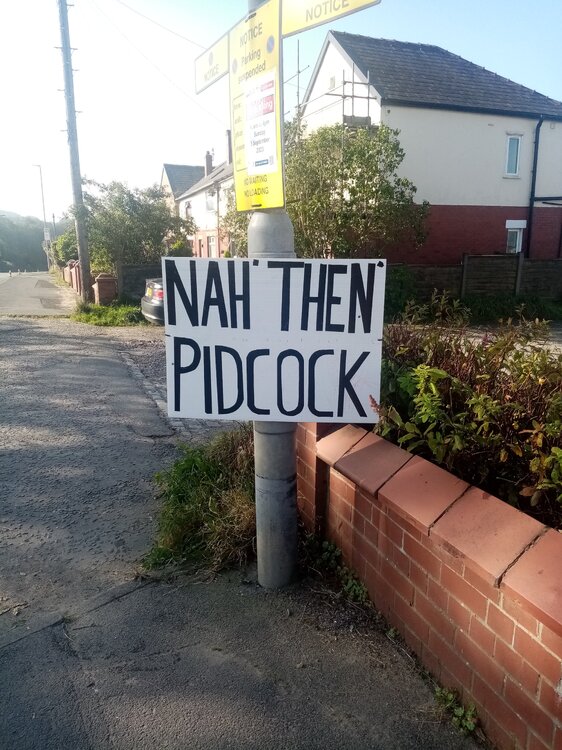 NOTICE
NOTICE
NOTICE
Parking
suspended
NO WAITING
NO LOADING
NAH' THEN'
PIDCOCK